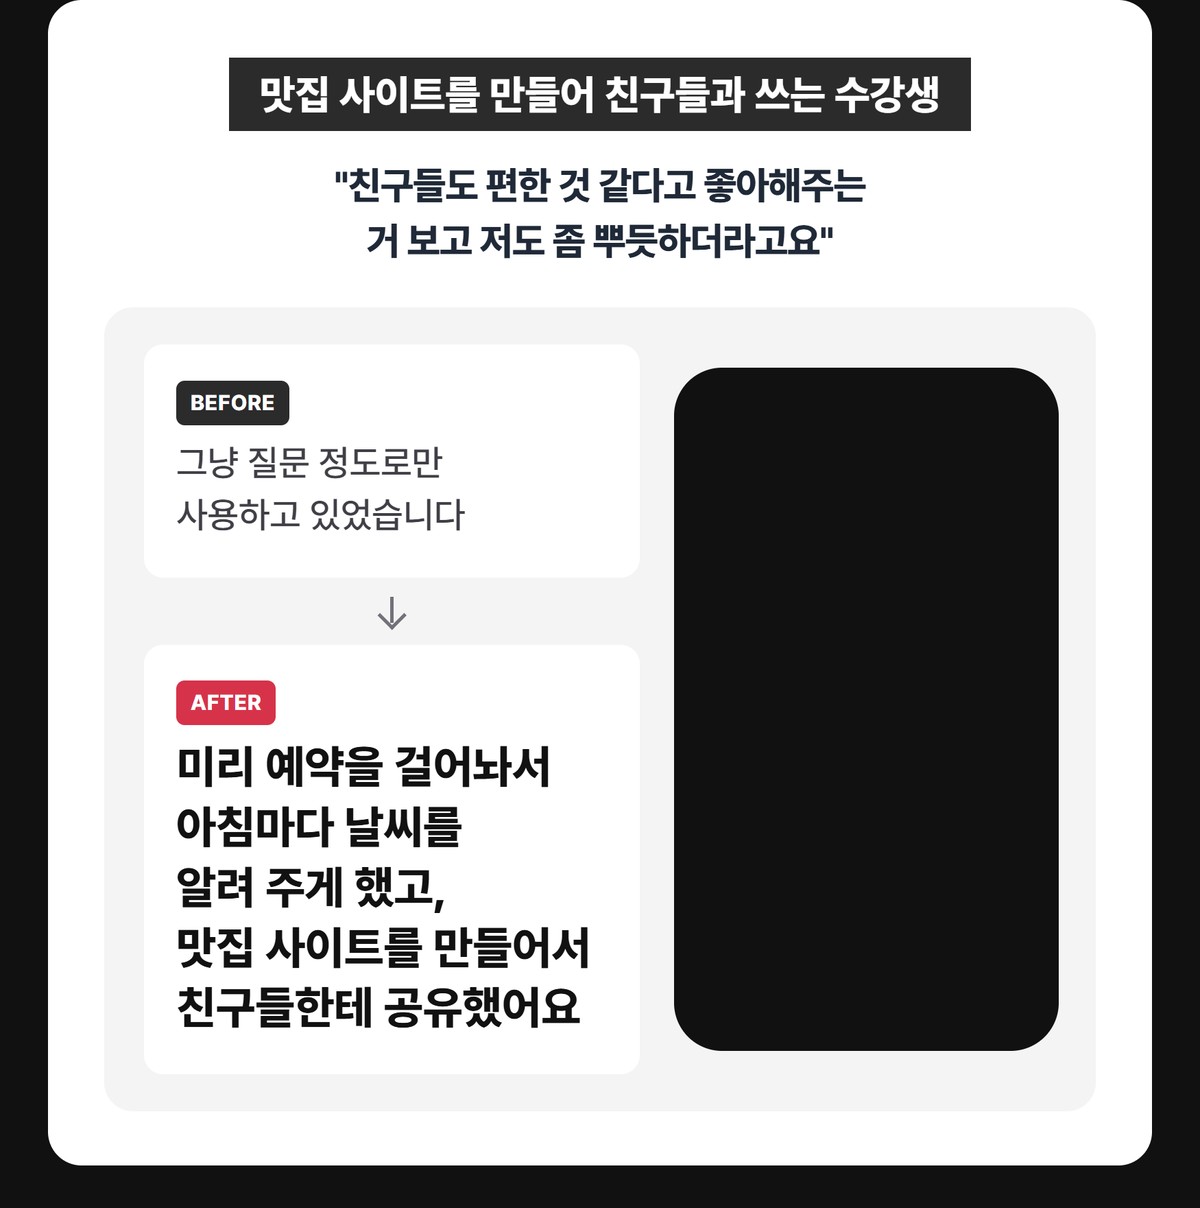 맛집 사이트를 만들어 친구들과 쓰는 수강생
"친구들도 편한 것 같다고 좋아해주는
거 보고 저도 좀 뿌듯하더라고요"
BEFORE
그냥 질문 정도로만
사용하고 있었습니다
↓
AFTER
미리 예약을 걸어놔서
아침마다 날씨를
알려 주게 했고,
맛집 사이트를 만들어서
친구들한테 공유했어요